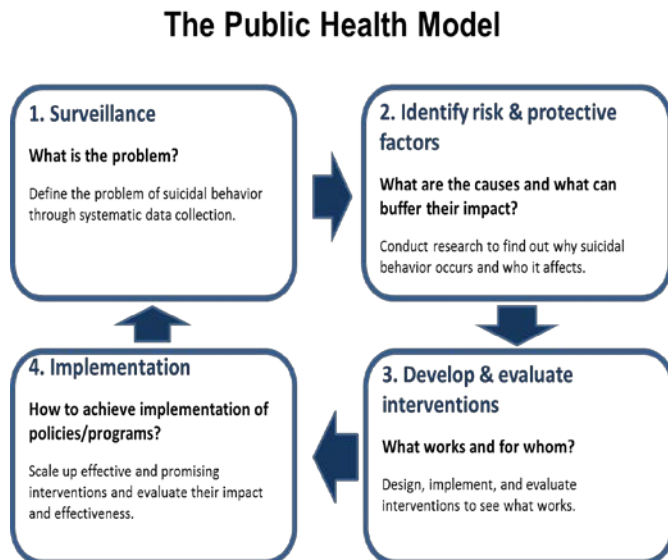 The Public Health Model
1. Surveillance
What is the problem?
Define the problem of suicidal behavior
through systematic data collection.
2. Identify risk & protective
factors
What are the causes and what can
buffer their impact?
Conduct research to find out why suicidal
behavior occurs and who it affects.
3. Develop & evaluate
interventions
What works and for whom?
Design, implement, and evaluate
interventions to see what works.
4. Implementation
How to achieve implementation of
policies/programs?
Scale up effective and promising
interventions and evaluate their impact
and effectiveness.